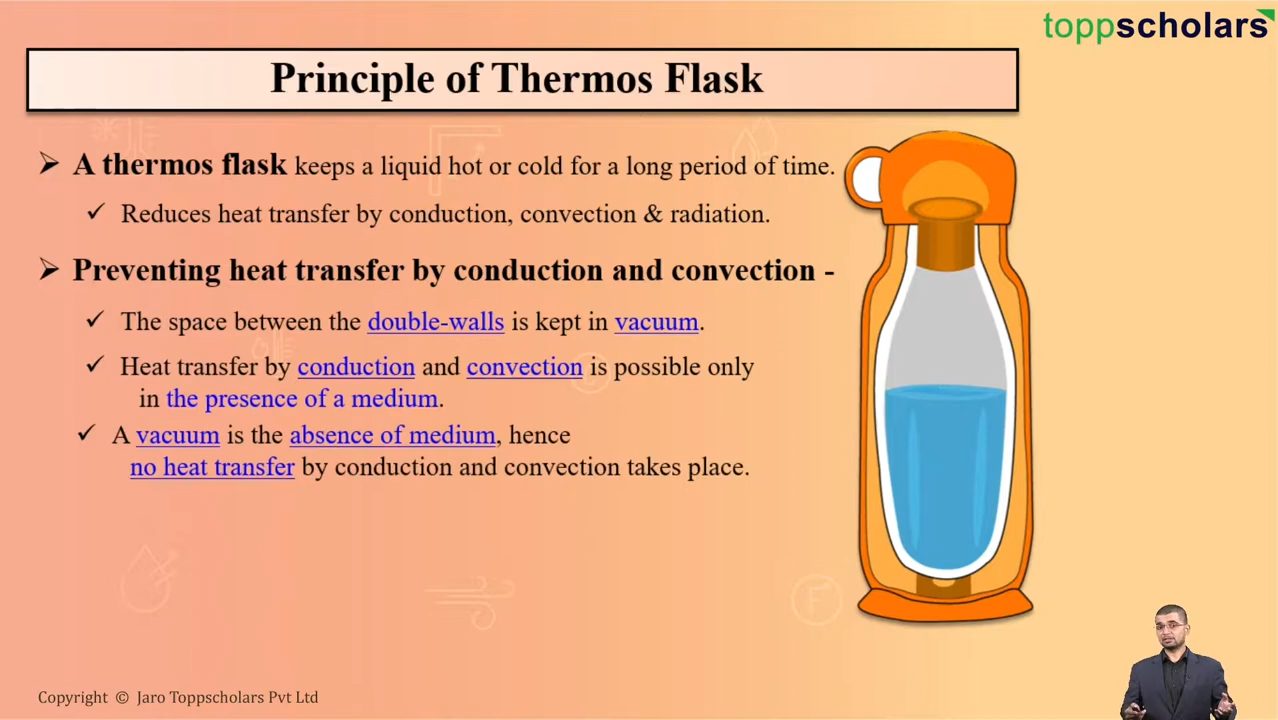 toppscholars
Principle of Thermos Flask
➢ A thermos flask keeps a liquid hot or cold for a long period of time.
✓ Reduces heat transfer by conduction, convection & radiation.
➢ Preventing heat transfer by conduction and convection -
✓ The space between the double-walls is kept in vacuum.
✓ Heat transfer by conduction and convection is possible only
in the presence of a medium.
✓ A vacuum is the absence of medium, hence
no heat transfer by conduction and convection takes place.
F
Copyright © Jaro Toppscholars Pvt Ltd